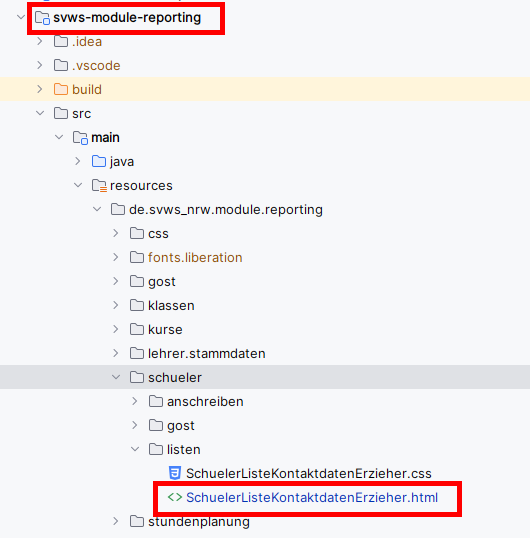 svws-module-reporting
.idea
.vscode
build
src
main
java
resources
de.svws_nrw.module.reporting
css
fonts.liberation
gost
klassen
kurse
lehrer.stammdaten
schueler
anschreiben
gost
listen
SchuelerListeKontaktdatenErzieher.css
SchuelerListeKontaktdatenErzieher.html
stundenplanung